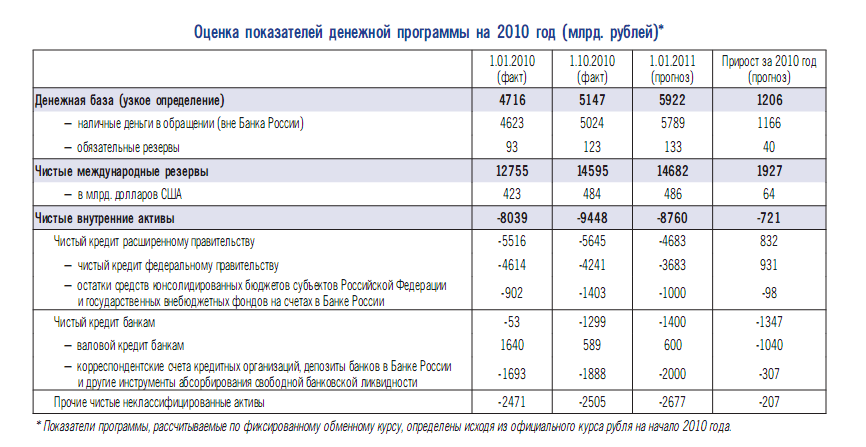 Оценка показателей денежной программы на 2010 год (млрд. рублей)*
1.01.2010 (факт) 1.10.2010 (факт) 1.01.2011 (прогноз) Прирост за 2010 год (прогноз)
Денежная база (узкое определение) 4716 5147 5922 1206
– наличные деньги в обращении (вне Банка России) 4623 5024 5789 1166
– обязательные резервы 93 123 133 40
Чистые международные резервы 12755 14595 14682 1927
– в млрд. долларов США 423 484 486 64
Чистые внутренние активы -8039 -9448 -8760 -721
Чистый кредит расширенному правительству -5516 -5645 -4683 832
– чистый кредит федеральному правительству -4614 -4241 -3683 931
– остатки средств консолидированных бюджетов субъектов Российской Федерации
и государственных внебюджетных фондов на счетах в Банке России -902 -1403 -1000 -98
Чистый кредит банкам -53 -1299 -1400 -1347
– валовой кредит банкам 1640 589 600 -1040
– корреспондентские счета кредитных организаций, депозиты банков в Банке России
и другие инструменты абсорбирования свободной банковской ликвидности -1693 -1888 -2000 -307
Прочие чистые неклассифицированные активы -2471 -2505 -2677 -207
* Показатели программы, рассчитываемые по фиксированному обменному курсу, определены исходя из официального курса рубля на начало 2010 года.